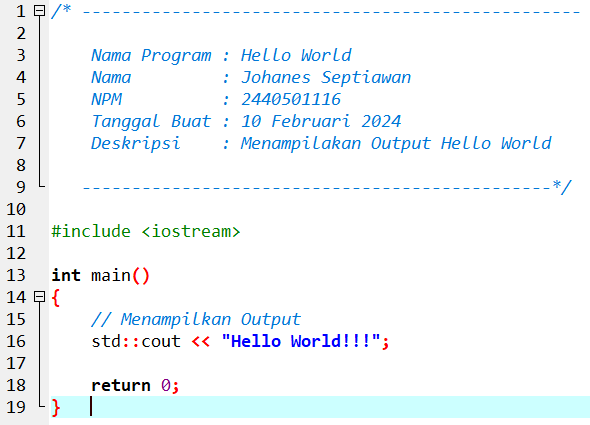 1 /* --------------------------------------------------
2
3 Nama Program : Hello World
4 Nama         : Johanes Septiawan
5 NPM          : 2440501116
6 Tanggal Buat : 10 Februari 2024
7 Deskripsi    : Menampilakan Output Hello World
8
9 -----------------------------------------------*/
10
11 #include <iostream>
12
13 int main()
14 {
15     // Menampilkan Output
16     std::cout << "Hello World!!!";
17
18     return 0;
19 }